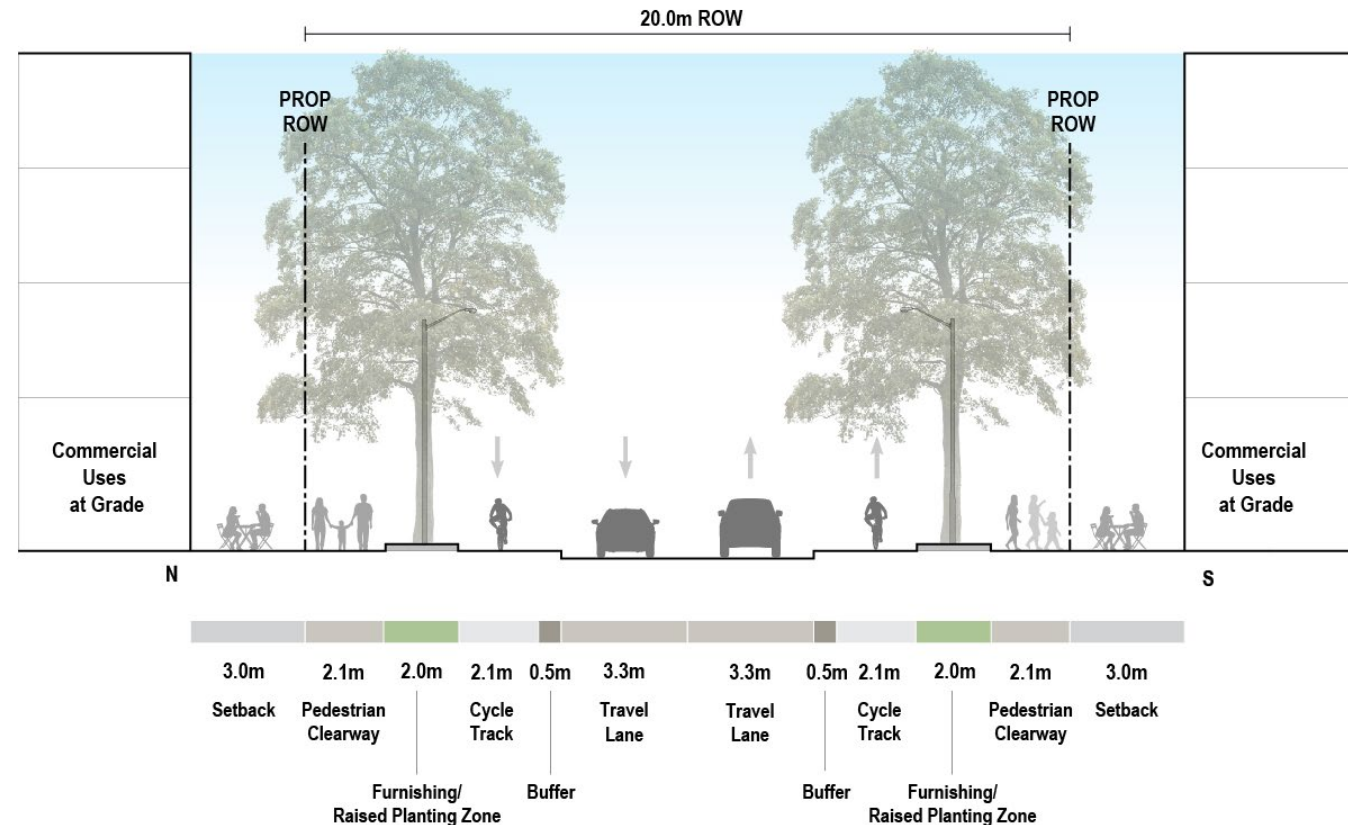 20.0m ROW
PROP
ROW
PROP
ROW
Commercial
Uses
at Grade
Commercial
Uses
at Grade
N
S
3.0m 2.1m 2.0m 2.1m 0.5m 3.3m 3.3m 0.5m 2.1m 2.0m 2.1m 3.0m
Setback Pedestrian Cycle Travel Travel Cycle Pedestrian Setback
Clearway Track Lane Lane Track Clearway
Furnishing/ Buffer Buffer Furnishing/
Raised Planting Zone Raised Planting Zone